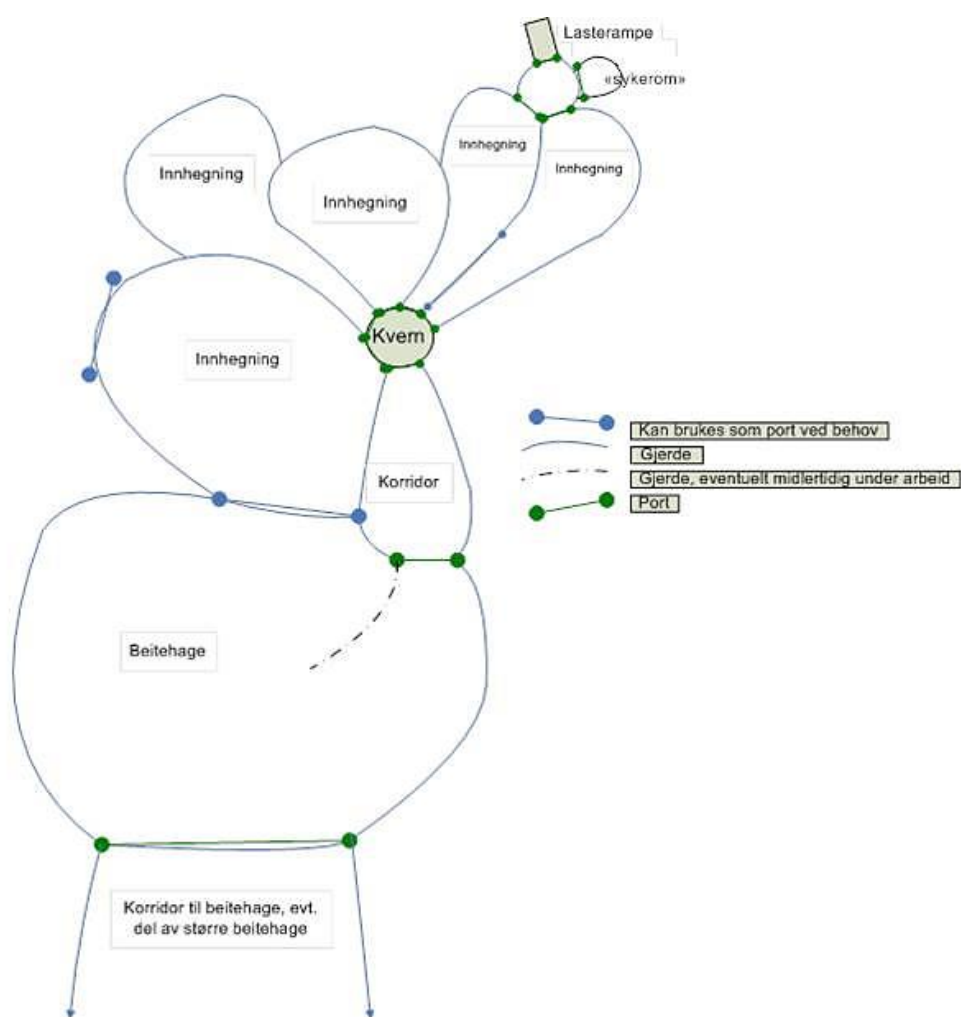 Lasterampe
«sykerom»
Innhegning
Innhegning
Innhegning
Innhegning
Kvern
Innhegning
Kan brukes som port ved behov
Gjerde
Gjerde, eventuelt midlertidig under arbeid
Port
Korridor
Beitehage
Korridor til beitehage, evt.
del av større beitehage